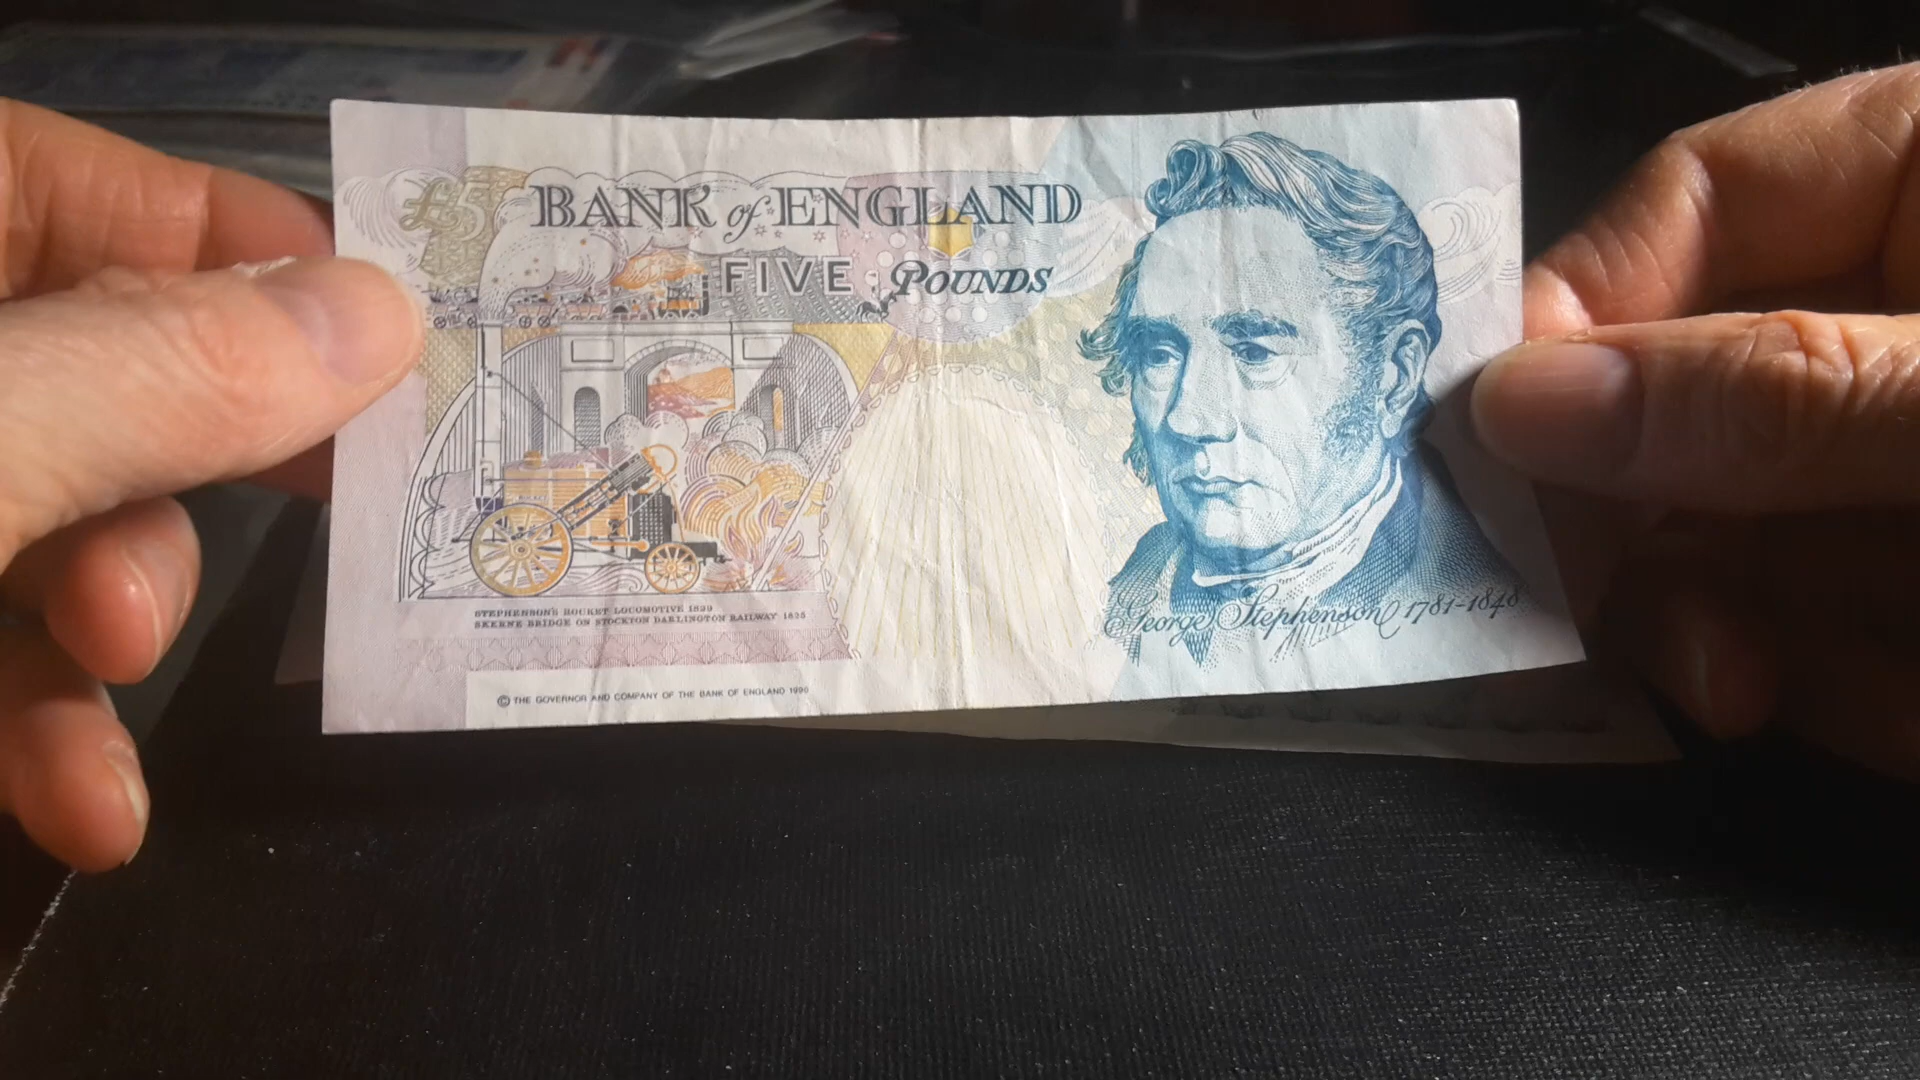 £5
BANK of ENGLAND
FIVE POUNDS
STEPHENSON'S ROCKET LOCOMOTIVE 1829
SKERNE BRIDGE ON STOCKTON DARLINGTON RAILWAY 1825
George Stephenson 1781-1848
© THE GOVERNOR AND COMPANY OF THE BANK OF ENGLAND 1990